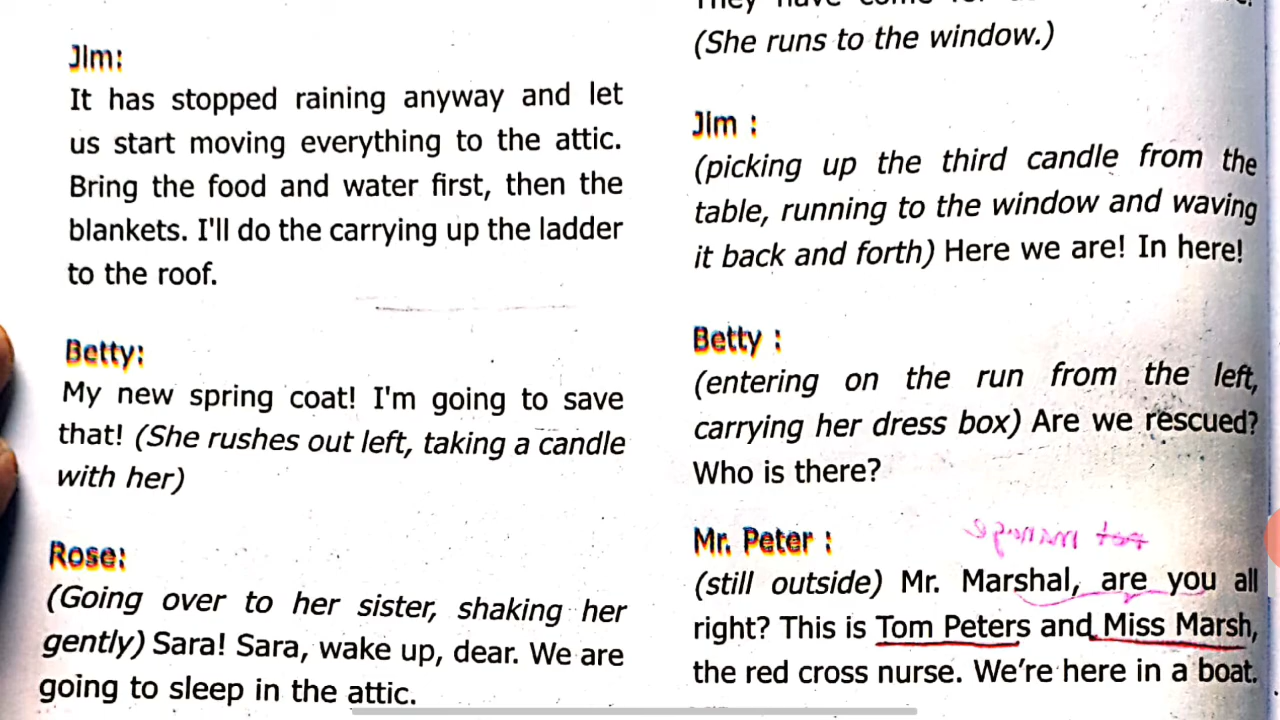 Jim:
It has stopped raining anyway and let
us start moving everything to the attic.
Bring the food and water first, then the
blankets. I'll do the carrying up the ladder
to the roof.
Betty:
My new spring coat! I'm going to save
that! (She rushes out left, taking a candle
with her)
Rose:
(Going over to her sister, shaking her
gently) Sara! Sara, wake up, dear. We are
going to sleep in the attic.
They have come for
(She runs to the window.)
Jim :
(picking up the third candle from the
table, running to the window and waving
it back and forth) Here we are! In here!
Betty :
(entering on the run from the left,
carrying her dress box) Are we rescued?
Who is there?
Mr. Peter :
(still outside) Mr. Marshal, are you all
right? This is Tom Peters and Miss Marsh,
the red cross nurse. We're here in a boat.